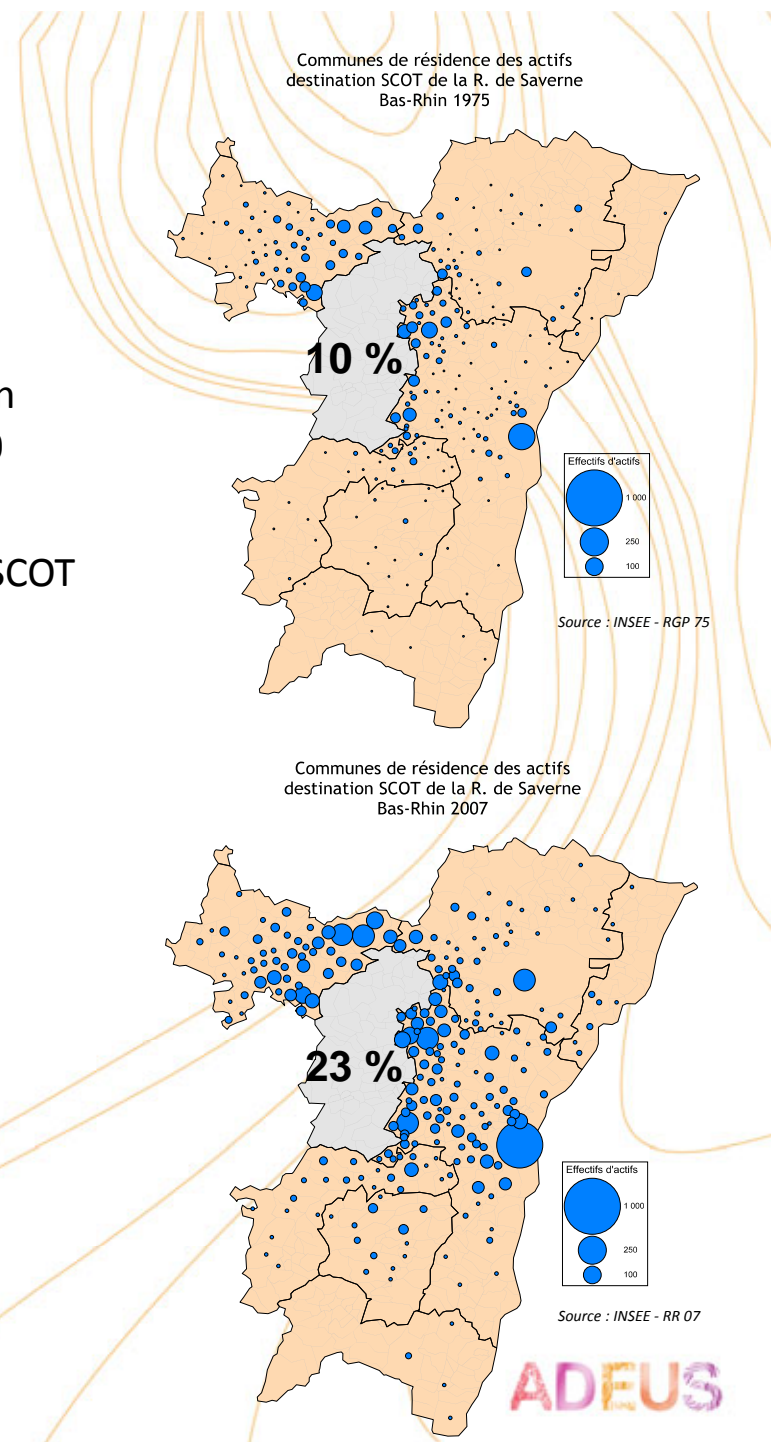 Communes de résidence des actifs
destination SCOT de la R. de Saverne
Bas-Rhin 1975
10 %
n
)
SCOT
Effectifs d'actifs
1 000
250
100
Source : INSEE - RGP 75
Communes de résidence des actifs
destination SCOT de la R. de Saverne
Bas-Rhin 2007
23 %
Effectifs d'actifs
1 000
250
100
Source : INSEE - RR 07
ADEUS